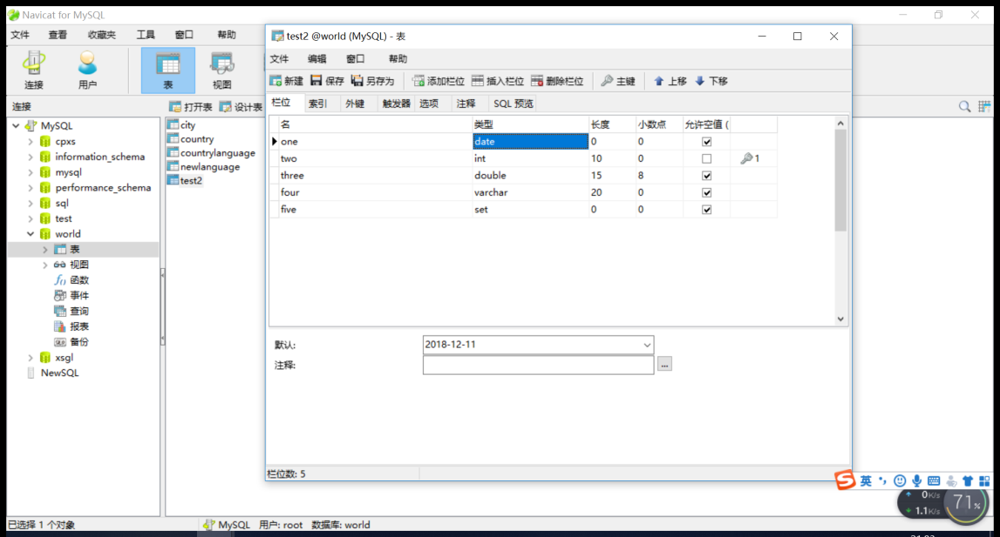 Navicat for MySQL
文件 查看 收藏夹 工具 窗口 帮助
连接 用户 表 视图
连接
打开表 设计表
MySQL
cpxs
information_schema
mysql
performance_schema
sql
test
world
表
视图
函数
事件
查询
报表
备份
xsgl
NewSQL
city
country
countrylanguage
newlanguage
test2
test2 @world (MySQL) - 表
文件 编辑 窗口 帮助
新建 保存 另存为 添加栏位 插入栏位 删除栏位 主键 上移 下移
栏位 索引 外键 触发器 选项 注释 SQL 预览
名 类型 长度 小数点 允许空值 (
one date 0 0
two int 10 0 1
three double 15 8
four varchar 20 0
five set 0 0
默认: 2018-12-11
注释: ...
栏位数: 5
英
0K/s
1.1K/s
71%
已选择 1 个对象 MySQL 用户: root 数据库: world